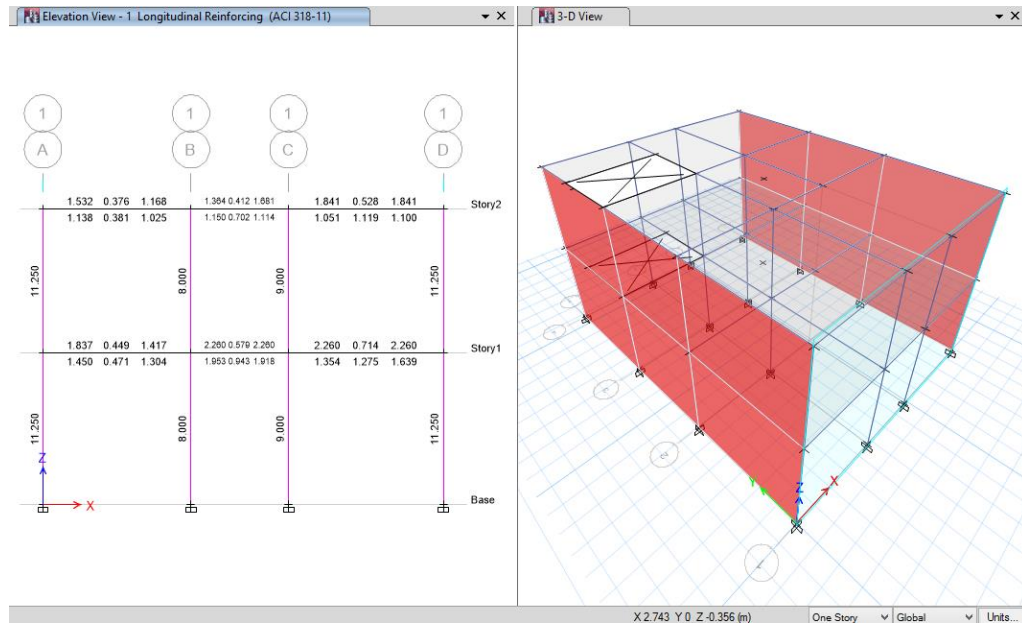 Elevation View - 1 Longitudinal Reinforcing (ACI 318-11)
1 1 1 1
A B C D
1.532 0.376 1.168 1.364 0.412 1.681 1.841 0.528 1.841 Story2
1.138 0.381 1.025 1.150 0.702 1.114 1.051 1.119 1.100
11.250 8.000 9.000 11.250
1.837 0.449 1.417 2.260 0.579 2.260 2.260 0.714 2.260 Story1
1.450 0.471 1.304 1.953 0.943 1.918 1.354 1.275 1.639
11.250 8.000 9.000 11.250
Z
X
Base
3-D View
Y Z X
X 2.743 Y 0 Z -0.356 (m) One Story Global Units...